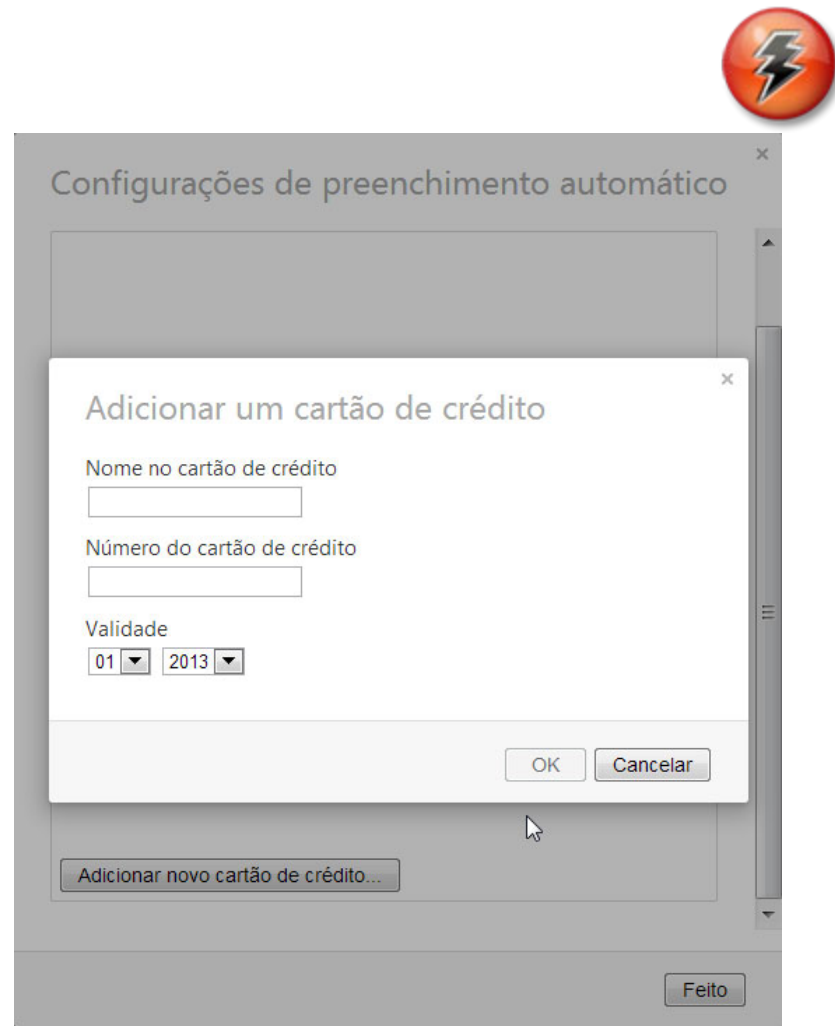 Configurações de preenchimento automático
Adicionar um cartão de crédito
Nome no cartão de crédito
Número do cartão de crédito
Validade
01 2013
OK Cancelar
Adicionar novo cartão de crédito...
Feito